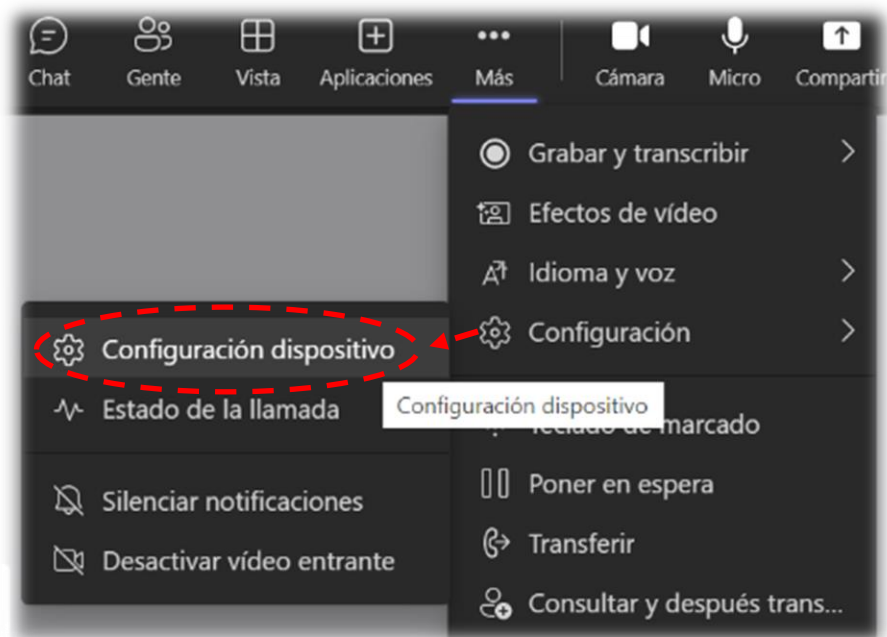 Chat Gente Vista Aplicaciones Más Cámara Micro Compartir
Grabar y transcribir
Efectos de vídeo
Idioma y voz
Configuración
Configuración dispositivo
Estado de la llamada
Configuración dispositivo
Teclado de marcado
Silenciar notificaciones
Poner en espera
Desactivar vídeo entrante
Transferir
Consultar y después trans...